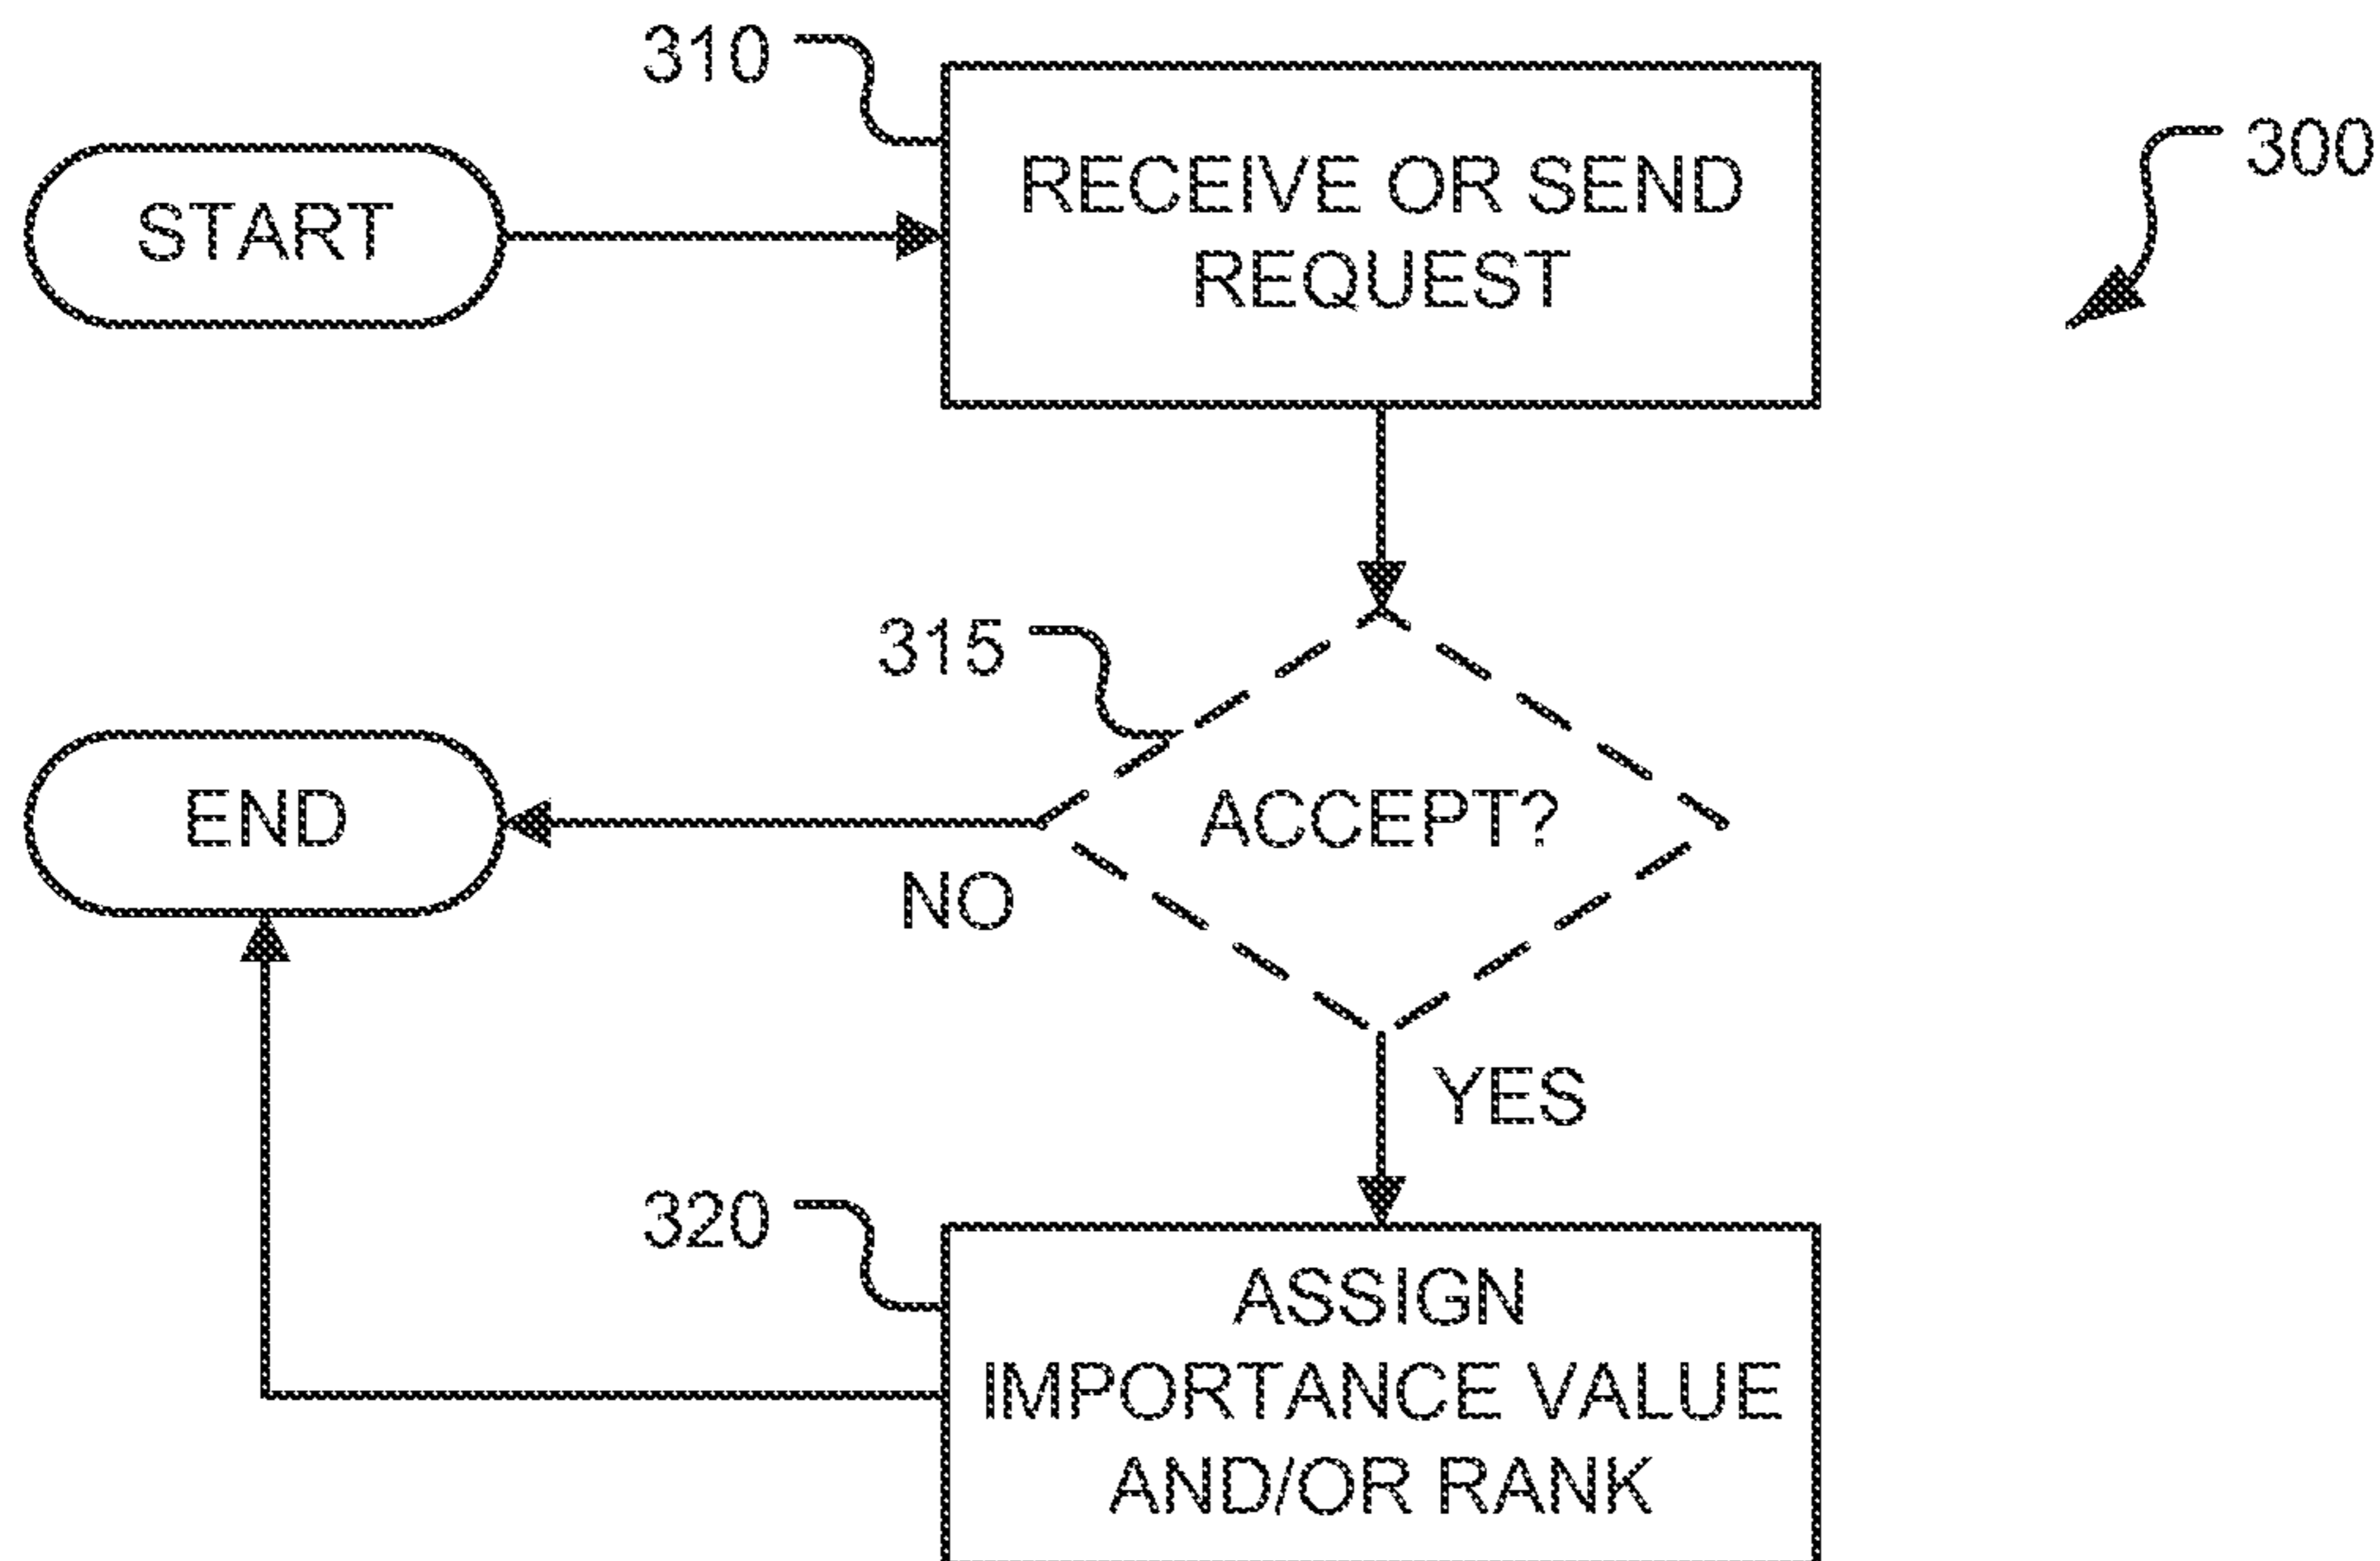 310
300
START
RECEIVE OR SEND
REQUEST
315
ACCEPT?
END
NO
YES
320
ASSIGN
IMPORTANCE VALUE
AND/OR RANK